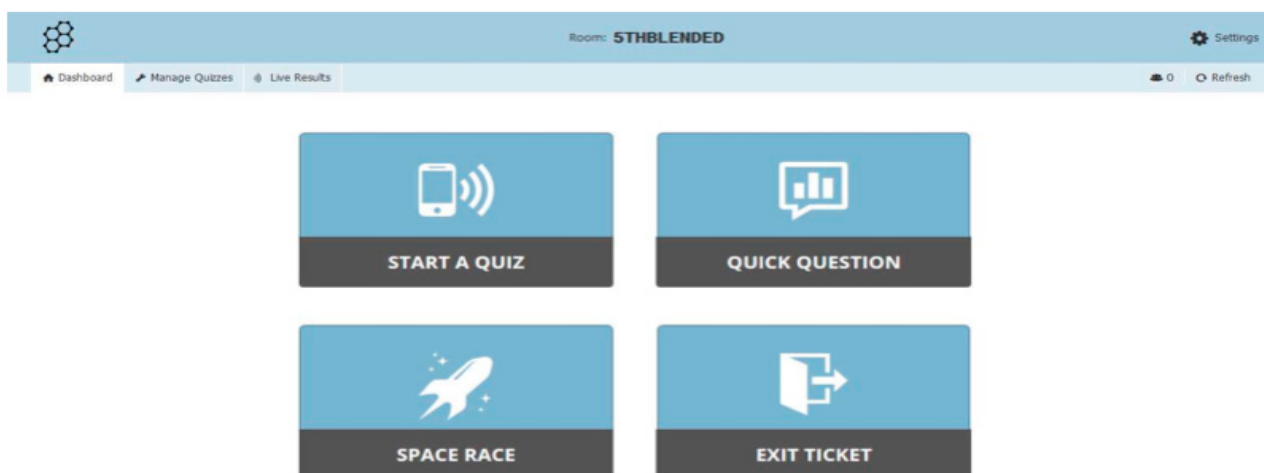 Room: 5THBLENDED
Settings
Dashboard Manage Quizzes Live Results
0 Refresh
START A QUIZ
QUICK QUESTION
SPACE RACE
EXIT TICKET